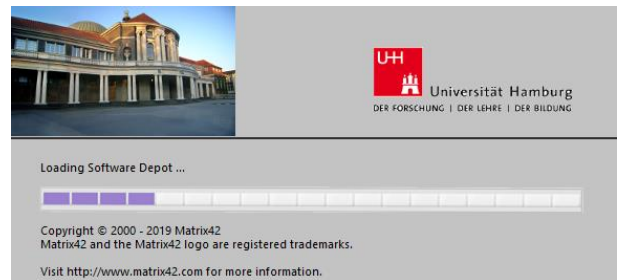 UH
Universität Hamburg
DER FORSCHUNG | DER LEHRE | DER BILDUNG
Loading Software Depot ...
Copyright © 2000 - 2019 Matrix42
Matrix42 and the Matrix42 logo are registered trademarks.
Visit http://www.matrix42.com for more information.